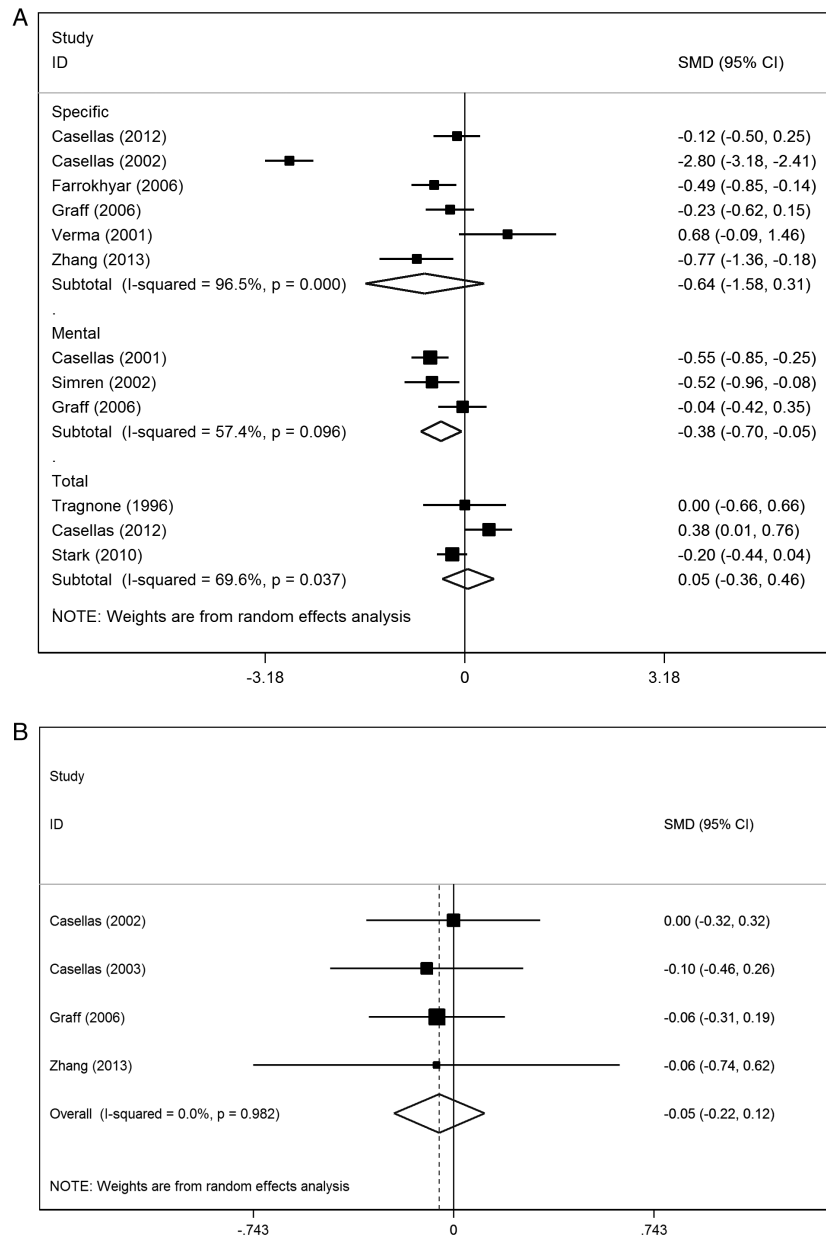 A
Study
ID SMD (95% CI)
Specific
Casellas (2012) -0.12 (-0.50, 0.25)
Casellas (2002) -2.80 (-3.18, -2.41)
Farrokhyar (2006) -0.49 (-0.85, -0.14)
Graff (2006) -0.23 (-0.62, 0.15)
Verma (2001) 0.68 (-0.09, 1.46)
Zhang (2013) -0.77 (-1.36, -0.18)
Subtotal (I-squared = 96.5%, p = 0.000) -0.64 (-1.58, 0.31)
.
Mental
Casellas (2001) -0.55 (-0.85, -0.25)
Simren (2002) -0.52 (-0.96, -0.08)
Graff (2006) -0.04 (-0.42, 0.35)
Subtotal (I-squared = 57.4%, p = 0.096) -0.38 (-0.70, -0.05)
.
Total
Tragnone (1996) 0.00 (-0.66, 0.66)
Casellas (2012) 0.38 (0.01, 0.76)
Stark (2010) -0.20 (-0.44, 0.04)
Subtotal (I-squared = 69.6%, p = 0.037) 0.05 (-0.36, 0.46)
.
NOTE: Weights are from random effects analysis
-3.18 0 3.18
B
Study
ID SMD (95% CI)
Casellas (2002) 0.00 (-0.32, 0.32)
Casellas (2003) -0.10 (-0.46, 0.26)
Graff (2006) -0.06 (-0.31, 0.19)
Zhang (2013) -0.06 (-0.74, 0.62)
Overall (I-squared = 0.0%, p = 0.982) -0.05 (-0.22, 0.12)
NOTE: Weights are from random effects analysis
-.743 0 .743